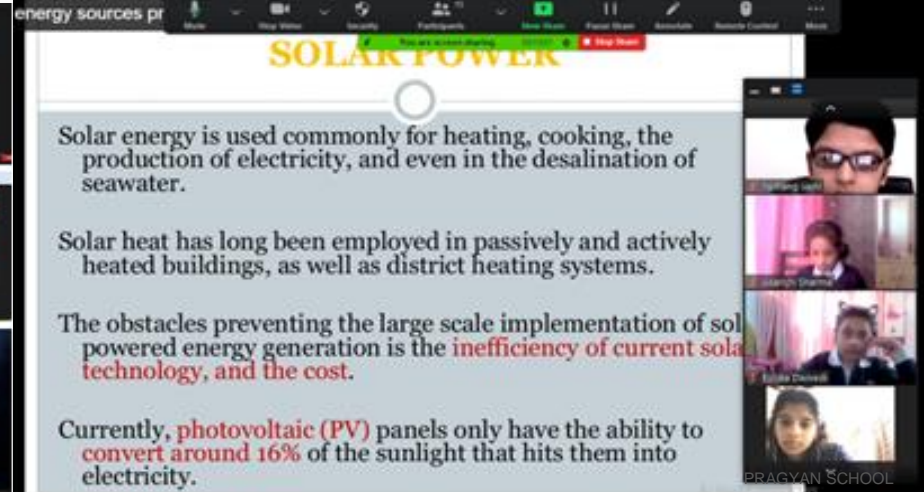 energy sources pr
Mute
Stop Video
Security
Participants
New Share
Pause Share
Annotate
Remote Control
More
You are screen sharing
Stop Share
SOLAR POWER
Solar energy is used commonly for heating, cooking, the
production of electricity, and even in the desalination of
seawater.
Solar heat has long been employed in passively and actively
heated buildings, as well as district heating systems.
The obstacles preventing the large scale implementation of sol
powered energy generation is the inefficiency of current sola
technology, and the cost.
Currently, photovoltaic (PV) panels only have the ability to
convert around 16% of the sunlight that hits them into
electricity.
Sharma
PRAGYAN SCHOOL